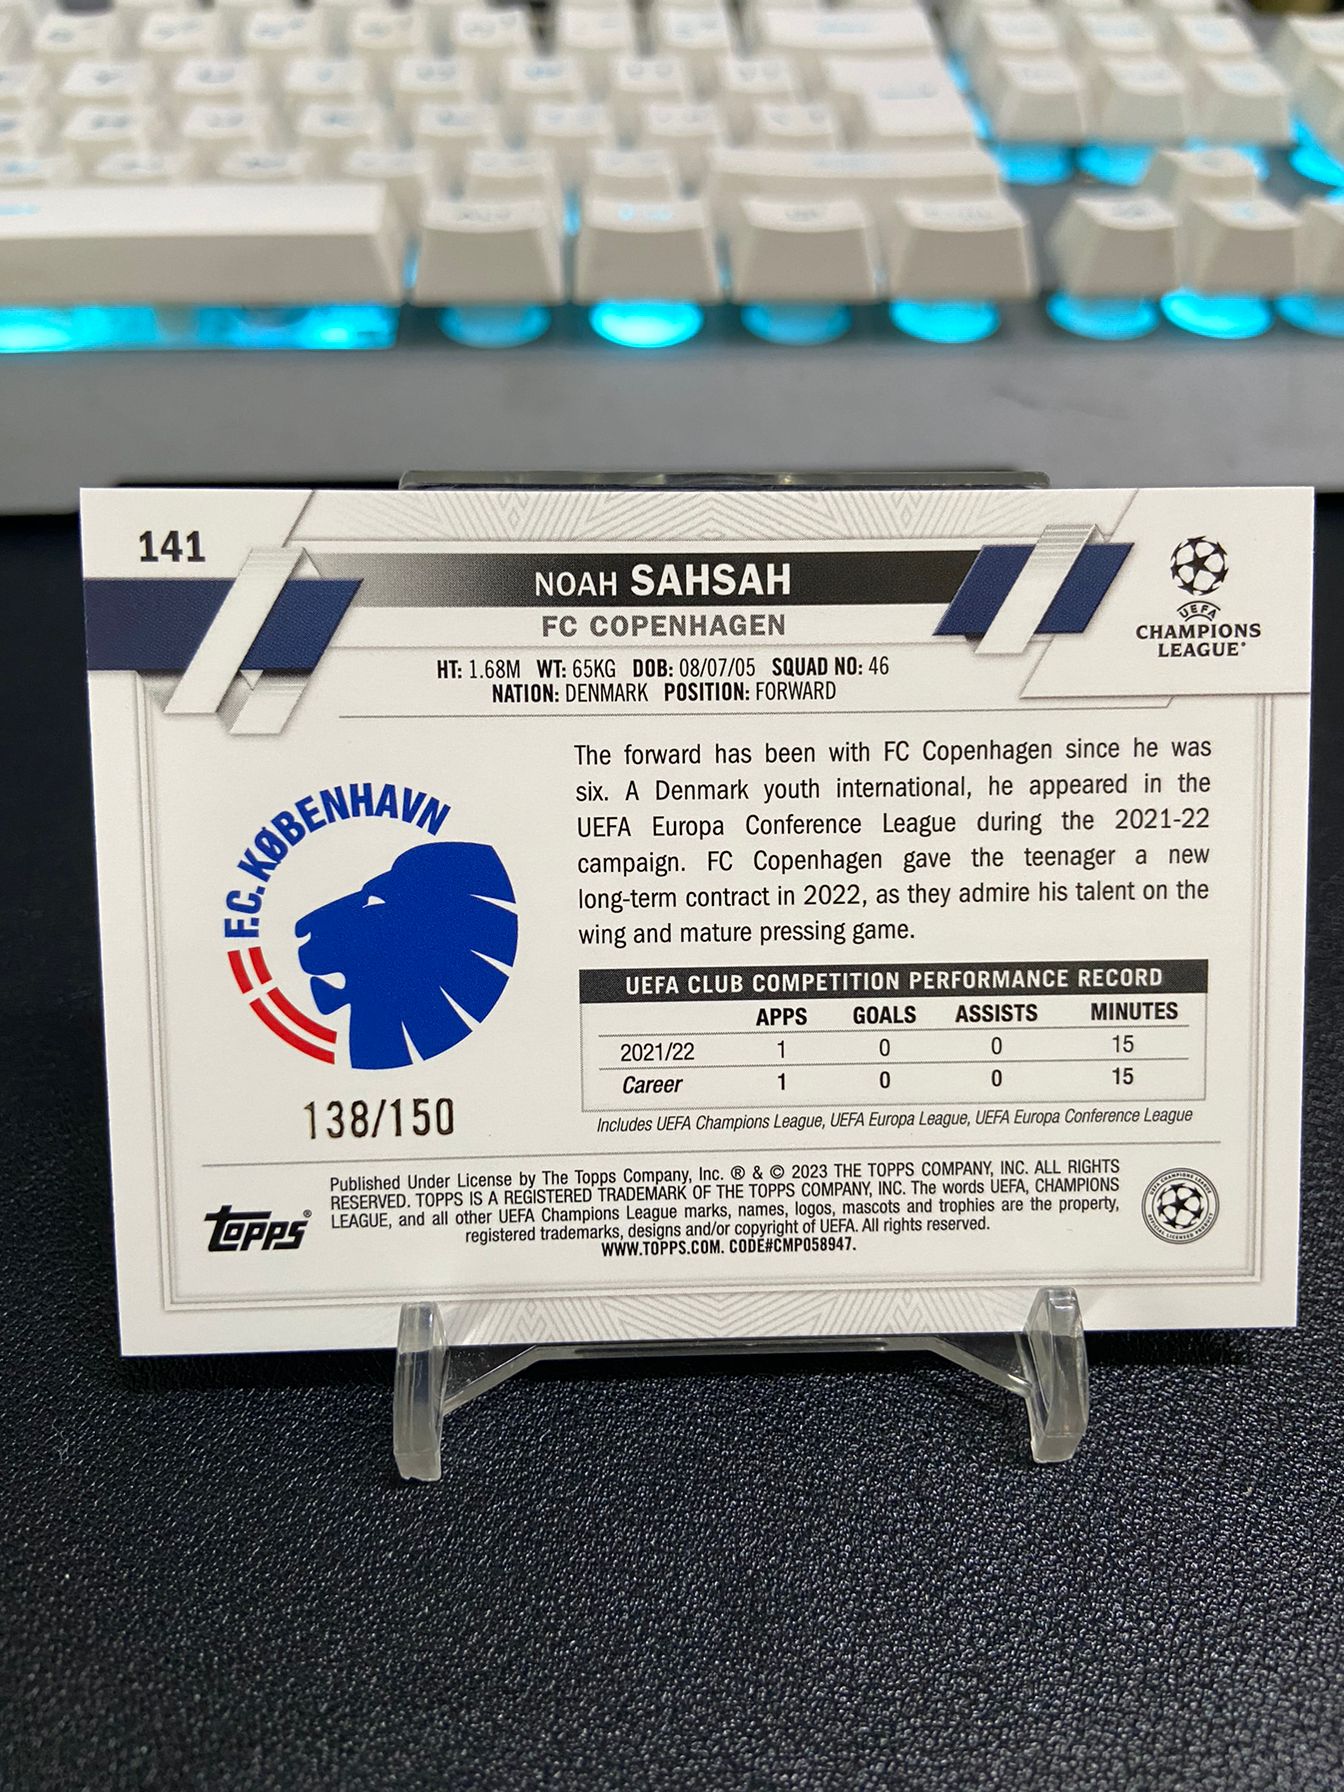 141
NOAH SAHSAH
FC COPENHAGEN
HT: 1.68M WT: 65KG DOB: 08/07/05 SQUAD NO: 46
NATION: DENMARK POSITION: FORWARD
UEFA
CHAMPIONS
LEAGUE
The forward has been with FC Copenhagen since he was
six. A Denmark youth international, he appeared in the
UEFA Europa Conference League during the 2021-22
campaign. FC Copenhagen gave the teenager a new
long-term contract in 2022, as they admire his talent on the
wing and mature pressing game.
F.C. KØBENHAVN
138/150
UEFA CLUB COMPETITION PERFORMANCE RECORD
APPS GOALS ASSISTS MINUTES
2021/22 1 0 0 15
Career 1 0 0 15
Includes UEFA Champions League, UEFA Europa League, UEFA Europa Conference League
TOPPS®
Published Under License by The Topps Company, Inc. ® & © 2023 THE TOPPS COMPANY, INC. ALL RIGHTS
RESERVED. TOPPS IS A REGISTERED TRADEMARK OF THE TOPPS COMPANY, INC. The words UEFA, CHAMPIONS
LEAGUE, and all other UEFA Champions League marks, names, logos, mascots and trophies are the property,
registered trademarks, designs and/or copyright of UEFA. All rights reserved.
WWW.TOPPS.COM. CODE#CMP058947.